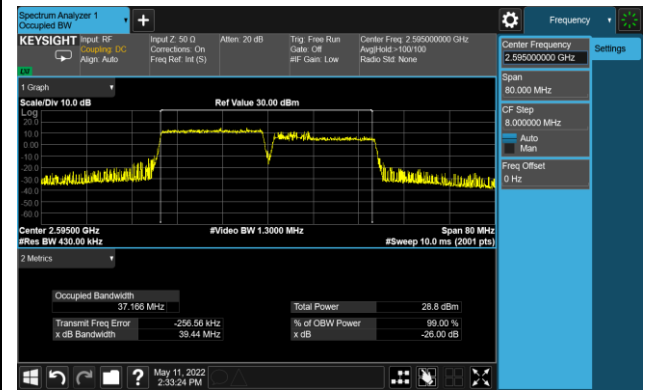 Spectrum Analyzer 1
Occupied BW
Frequency
KEYSIGHT
Input: RF
Coupling: DC
Align: Auto
Input Z: 50 Ω
Corrections: On
Freq Ref: Int (S)
Atten: 20 dB
Trig: Free Run
Gate: Off
#IF Gain: Low
Center Freq: 2.595000000 GHz
Avg|Hold:>100/100
Radio Std: None
Center Frequency
2.595000000 GHz
Settings
Span
80.000 MHz
CF Step
8.000000 MHz
Auto
Man
Freq Offset
0 Hz
1 Graph
Scale/Div 10.0 dB
Ref Value 30.00 dBm
Log
20.0
10.0
0.00
-10.0
-20.0
-30.0
-40.0
-50.0
-60.0
Center 2.59500 GHz
#Video BW 1.3000 MHz
Span 80 MHz
#Res BW 430.00 kHz
#Sweep 10.0 ms (2001 pts)
2 Metrics
Occupied Bandwidth
37.166 MHz
Total Power
28.8 dBm
Transmit Freq Error
-256.56 kHz
% of OBW Power
99.00 %
x dB Bandwidth
39.44 MHz
x dB
-26.00 dB
?
May 11, 2022
2:33:24 PM